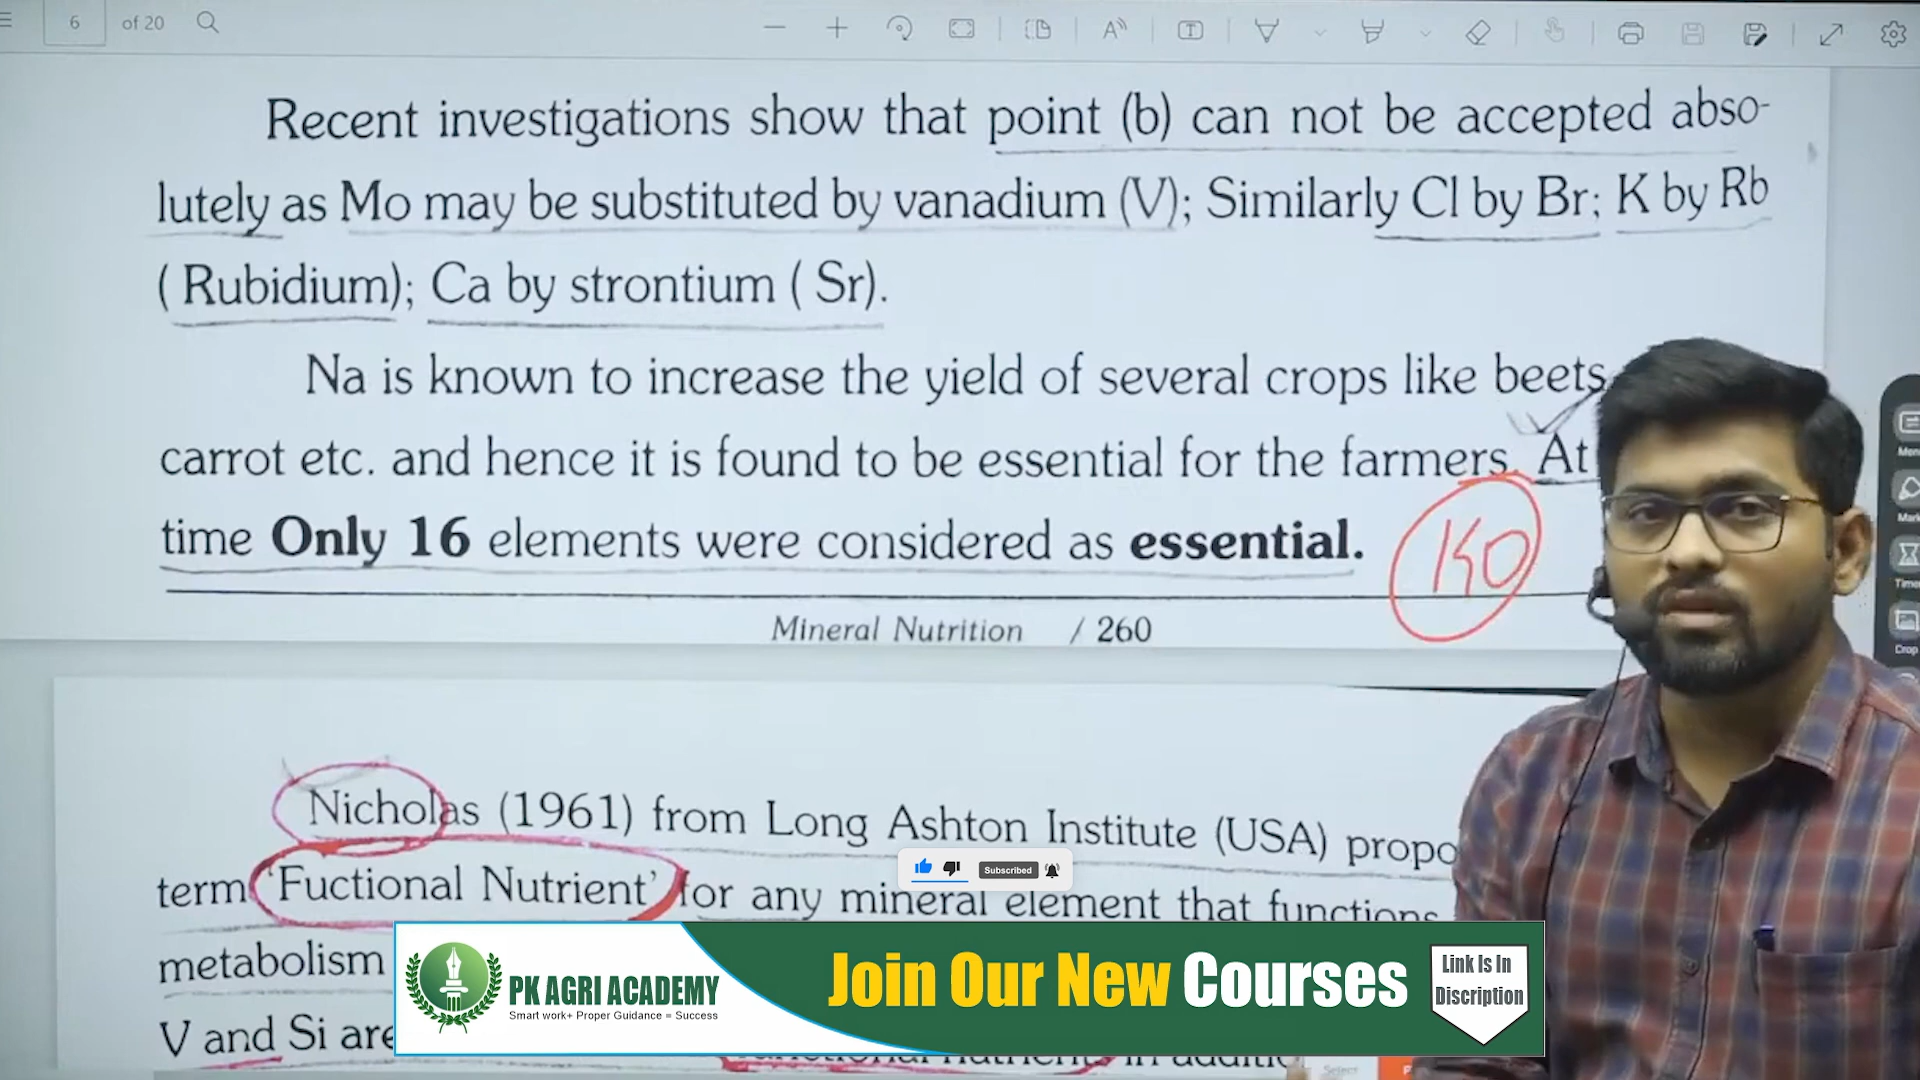 6 of 20
Recent investigations show that point (b) can not be accepted abso-
lutely as Mo may be substituted by vanadium (V); Similarly Cl by Br; K by Rb
( Rubidium); Ca by strontium ( Sr).
Na is known to increase the yield of several crops like beets
carrot etc. and hence it is found to be essential for the farmers. At
time Only 16 elements were considered as essential.
Mineral Nutrition / 260
Nicholas (1961) from Long Ashton Institute (USA) propo
term 'Fuctional Nutrient' for any mineral element that functions
metabolism
V and Si are
Subscribed
PK AGRI ACADEMY
Smart work+ Proper Guidance = Success
Join Our New Courses
Link Is In
Discription
Crop
Select